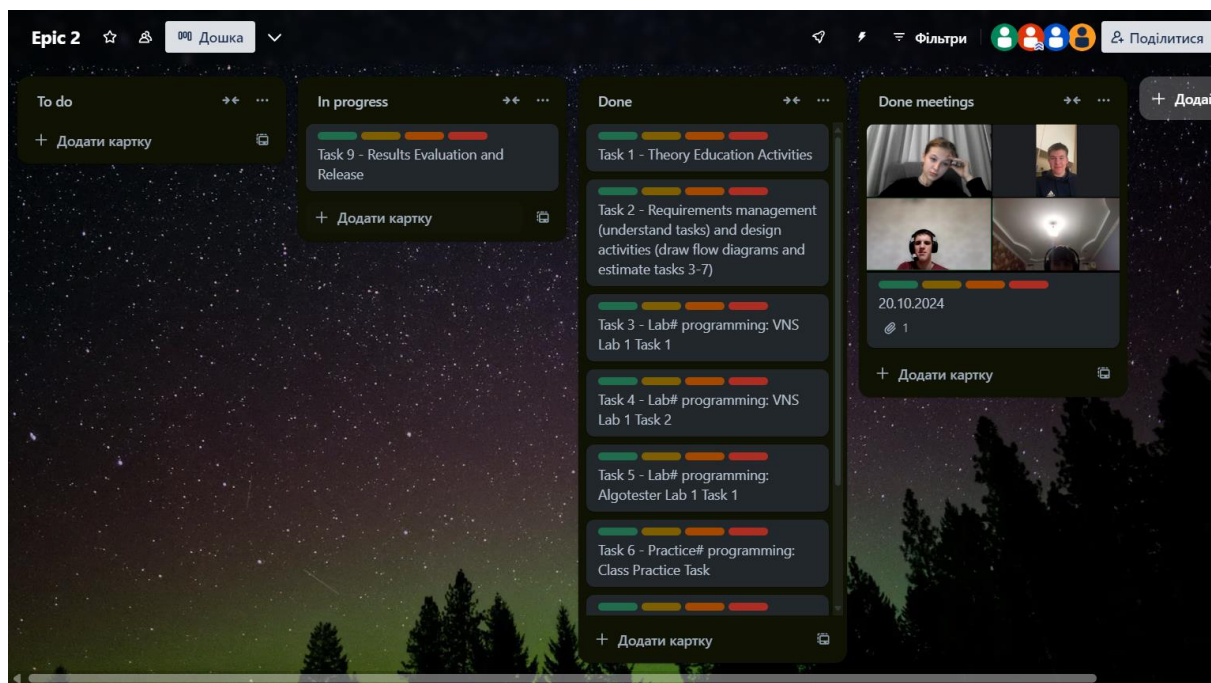 Epic 2
Дошка
Фільтри
Поділитися
To do
Додати картку
In progress
Task 9 - Results Evaluation and
Release
Додати картку
Done
Task 1 - Theory Education Activities
Task 2 - Requirements management
(understand tasks) and design
activities (draw flow diagrams and
estimate tasks 3-7)
Task 3 - Lab# programming: VNS
Lab 1 Task 1
Task 4 - Lab# programming: VNS
Lab 1 Task 2
Task 5 - Lab# programming:
Algotester Lab 1 Task 1
Task 6 - Practice# programming:
Class Practice Task
Додати картку
Done meetings
20.10.2024
1
Додати картку